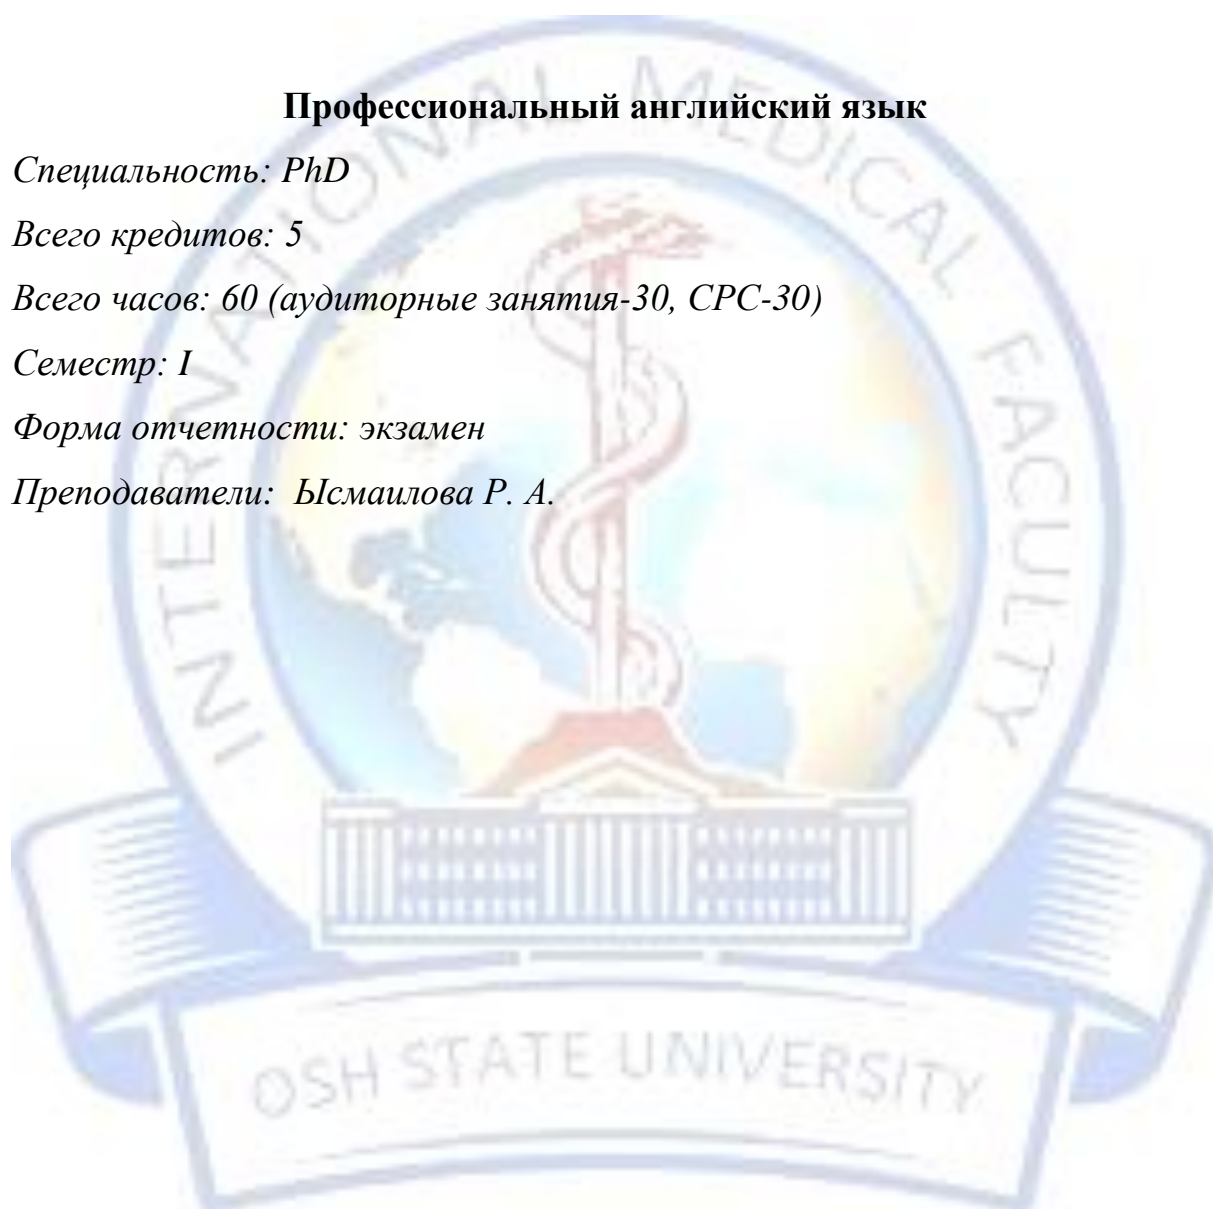 Профессиональный английский язык
Специальность: PhD
Всего кредитов: 5
Всего часов: 60 (аудиторные занятия-30, СРС-30)
Семестр: I
Форма отчетности: экзамен
Преподаватели: Ысмаилова Р. А.
INTERNATIONAL MEDICAL FACULTY
OSH STATE UNIVERSITY